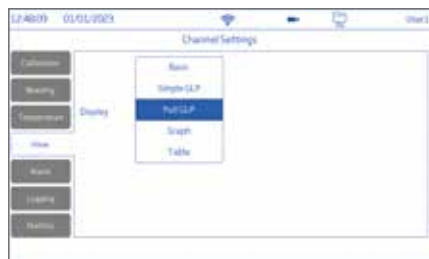 12:48:09 01/01/2023 User1
Channel Settings
Calibration
Reading
Temperature
View
Alarm
Logging
Display
Basic
Simple GLP
Full GLP
Graph
Table